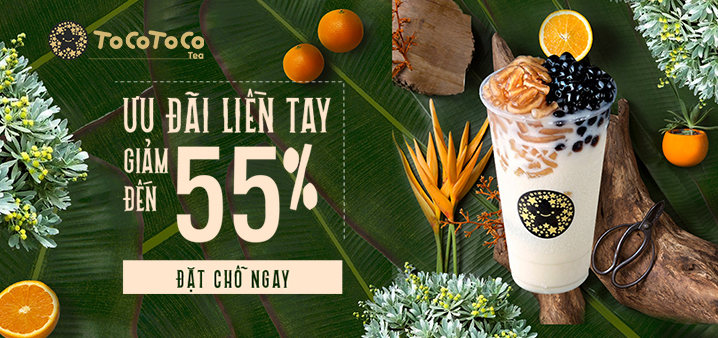 ToCoToCo
Tea
ƯU ĐÃI LIỀN TAY
GIẢM
ĐẾN
55%
ĐẶT CHỖ NGAY